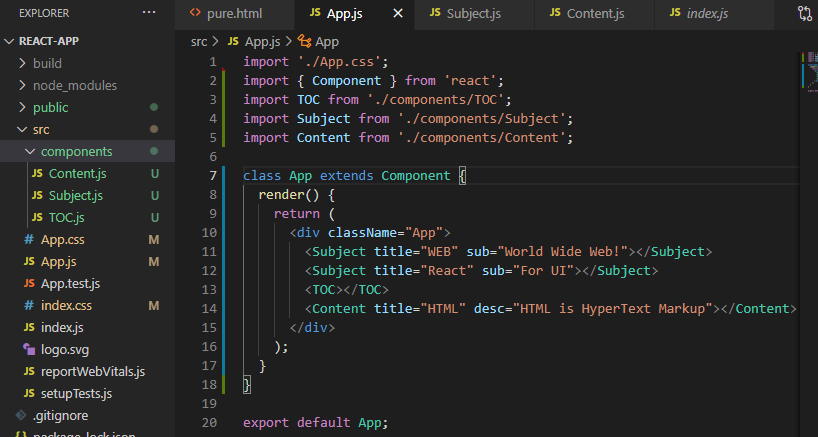 EXPLORER
···
REACT-APP
build
node_modules
public
src
components
JS Content.js U
JS Subject.js U
JS TOC.js U
# App.css M
JS App.js M
JS App.test.js
# index.css M
JS index.js
logo.svg
JS reportWebVitals.js
JS setupTests.js
.gitignore
{} package-lock.json
<> pure.html
JS App.js ×
JS Subject.js
JS Content.js
JS index.js
src > JS App.js > App
1 import './App.css';
2 import { Component } from 'react';
3 import TOC from './components/TOC';
4 import Subject from './components/Subject';
5 import Content from './components/Content';
6
7 class App extends Component {
8 render() {
9 return (
10 <div className="App">
11 <Subject title="WEB" sub="World Wide Web!"></Subject>
12 <Subject title="React" sub="For UI"></Subject>
13 <TOC></TOC>
14 <Content title="HTML" desc="HTML is HyperText Markup"></Content>
15 </div>
16 );
17 }
18 }
19
20 export default App;